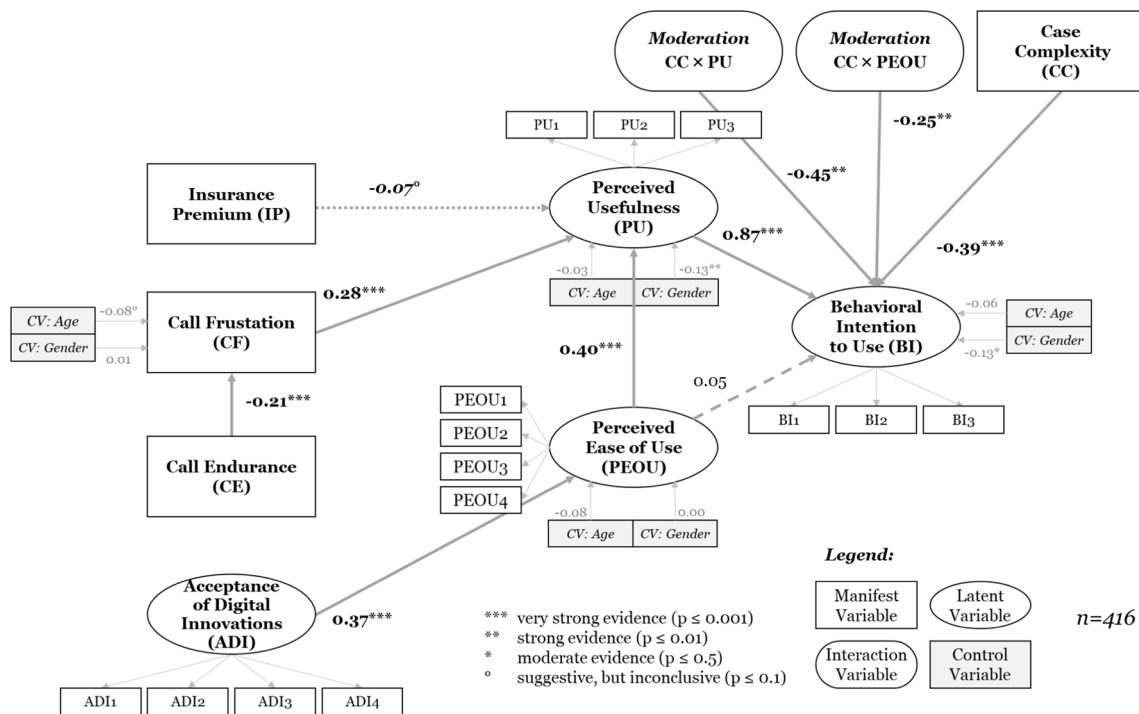 Moderation
CC × PU
Moderation
CC × PEOU
Case
Complexity
(CC)
-0.25**
PU1
PU2
PU3
-0.45**
Insurance
Premium (IP)
-0.07°
Perceived
Usefulness
(PU)
0.87***
-0.39***
-0.03
-0.13**
CV: Age
CV: Gender
0.28***
CV: Age
CV: Gender
-0.08°
0.01
Call Frustation
(CF)
Behavioral
Intention
to Use (BI)
-0.06
-0.13*
CV: Age
CV: Gender
0.40***
0.05
-0.21***
PEOU1
PEOU2
PEOU3
PEOU4
BI1
BI2
BI3
Perceived
Ease of Use
(PEOU)
Call Endurance
(CE)
-0.08
0.00
CV: Age
CV: Gender
Acceptance
of Digital
Innovations
(ADI)
0.37***
ADI1
ADI2
ADI3
ADI4
*** very strong evidence (p ≤ 0.001)
** strong evidence (p ≤ 0.01)
* moderate evidence (p ≤ 0.5)
° suggestive, but inconclusive (p ≤ 0.1)
Legend:
Manifest
Variable
Latent
Variable
Interaction
Variable
Control
Variable
n=416